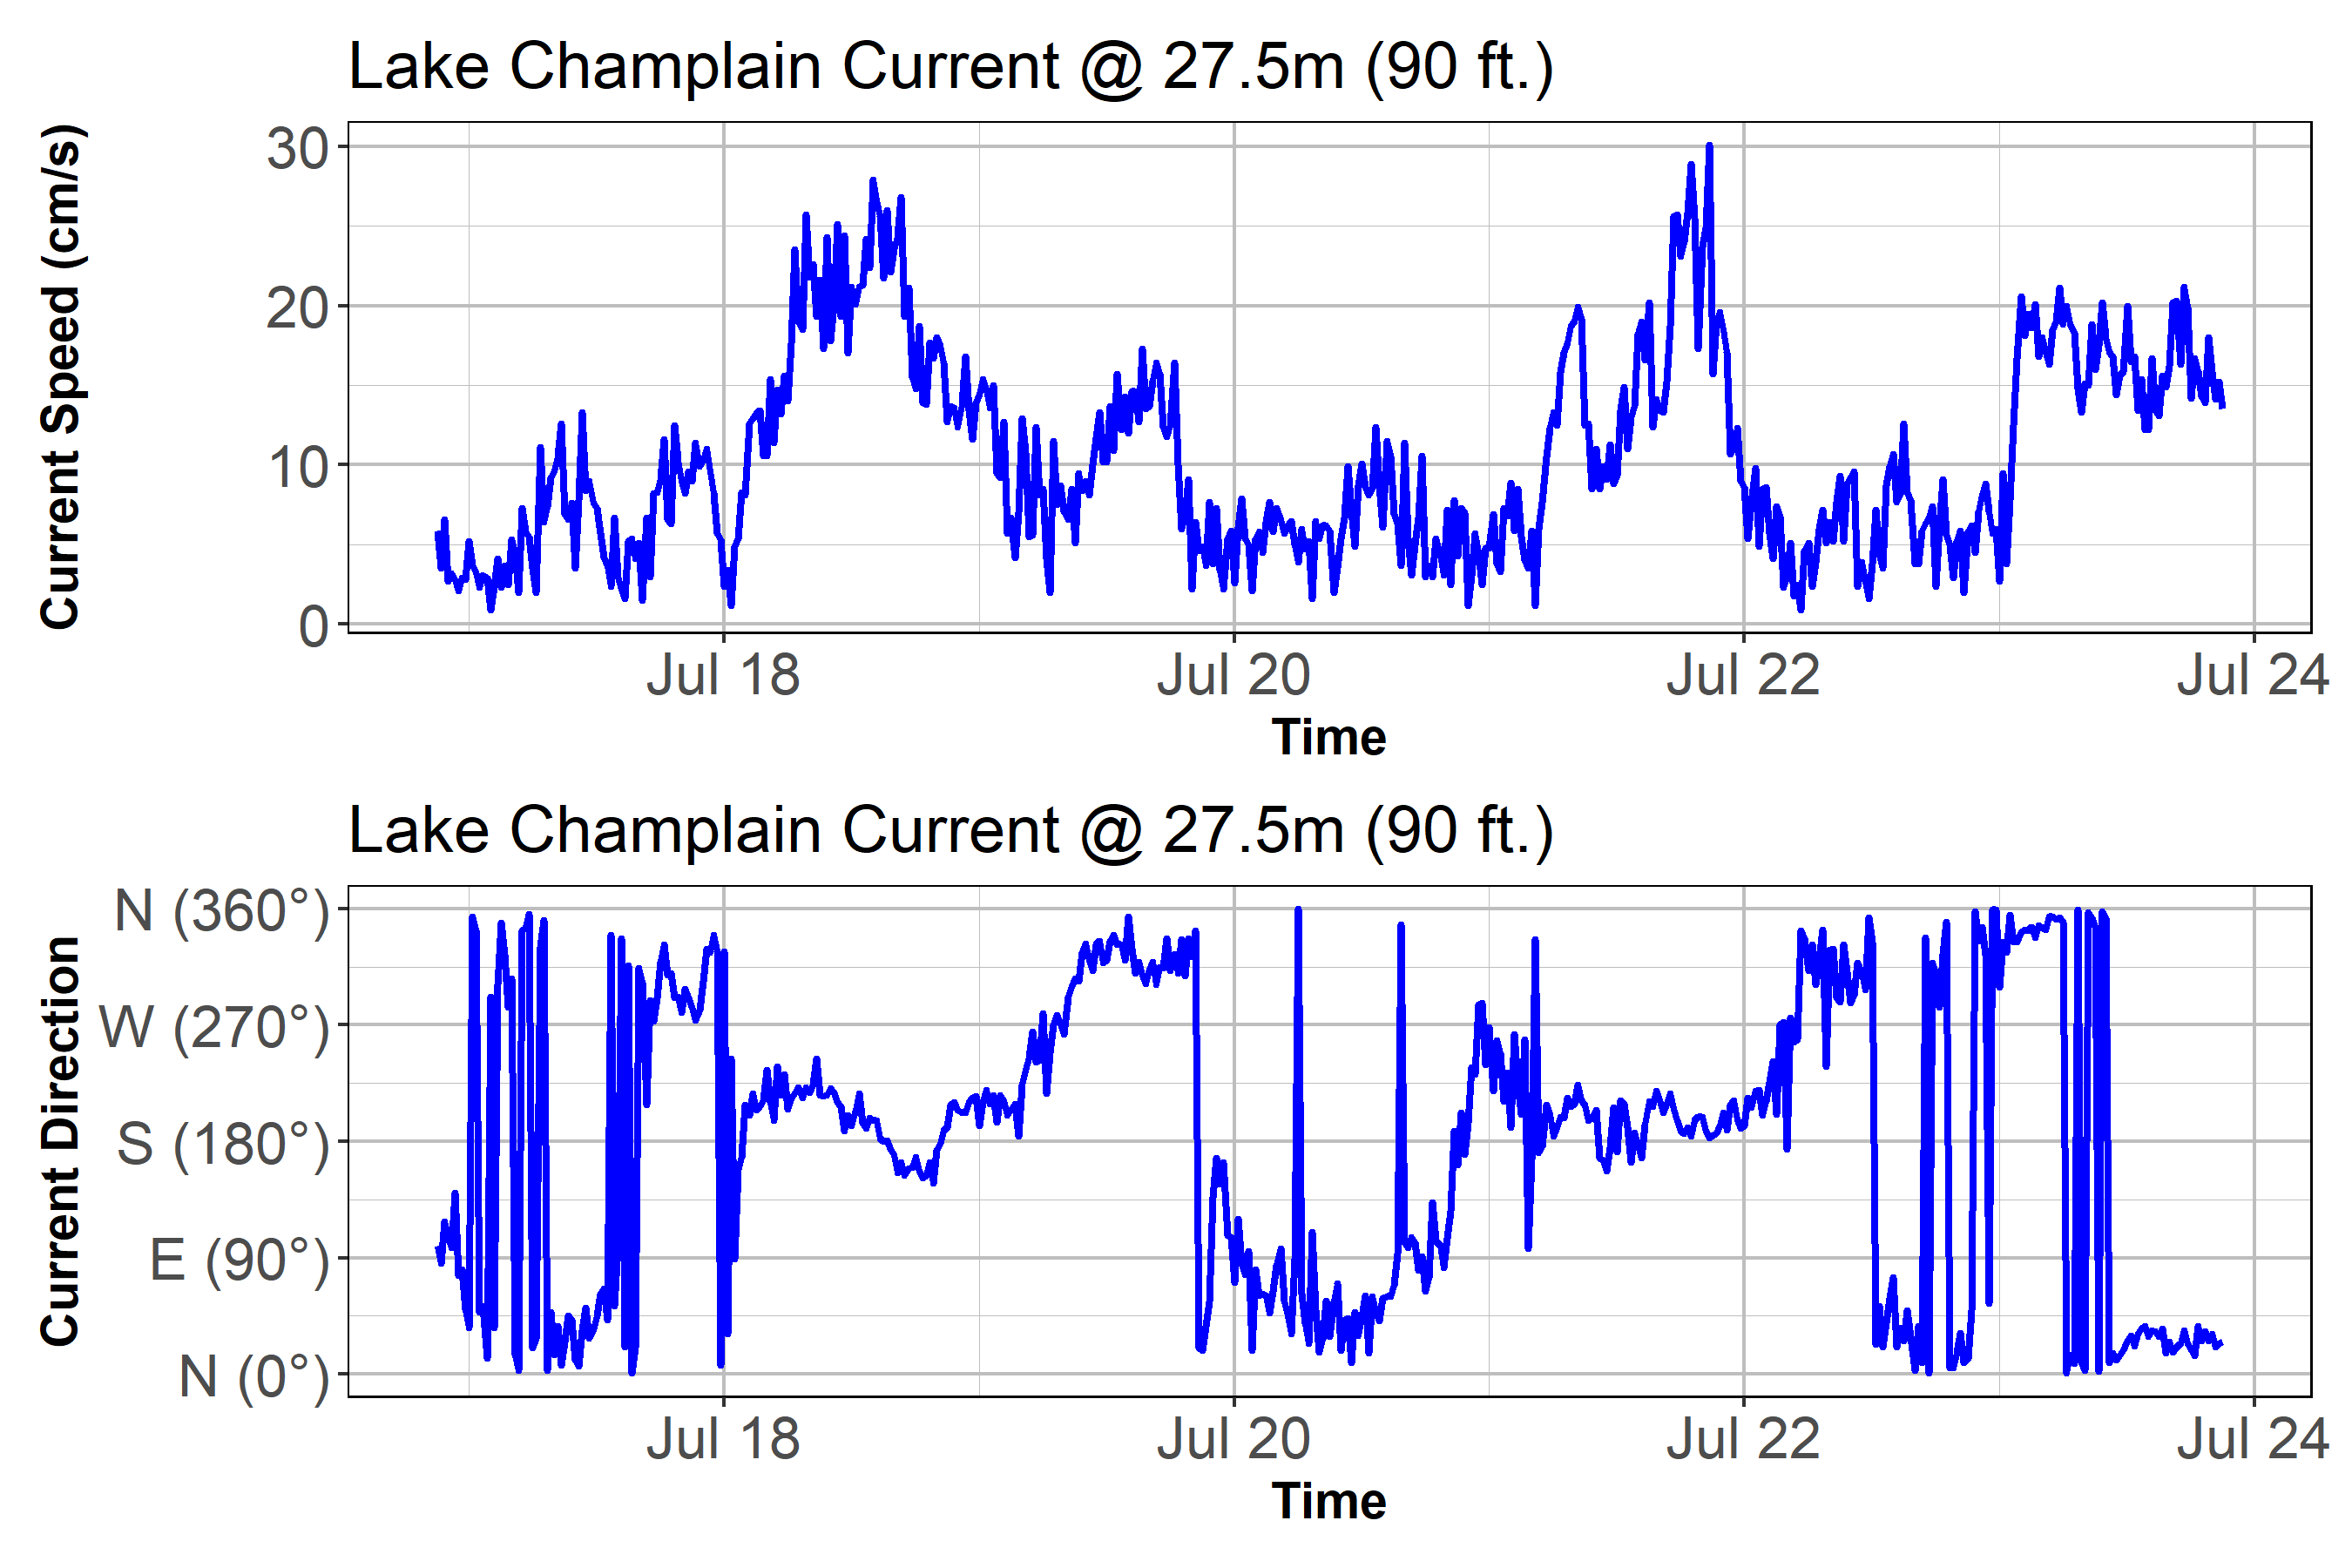 Lake Champlain Current @ 27.5m (90 ft.)
Current Speed (cm/s)
30
20
10
0
Jul 18 Jul 20 Jul 22 Jul 24
Time
Lake Champlain Current @ 27.5m (90 ft.)
Current Direction
N (360°)
W (270°)
S (180°)
E (90°)
N (0°)
Jul 18 Jul 20 Jul 22 Jul 24
Time